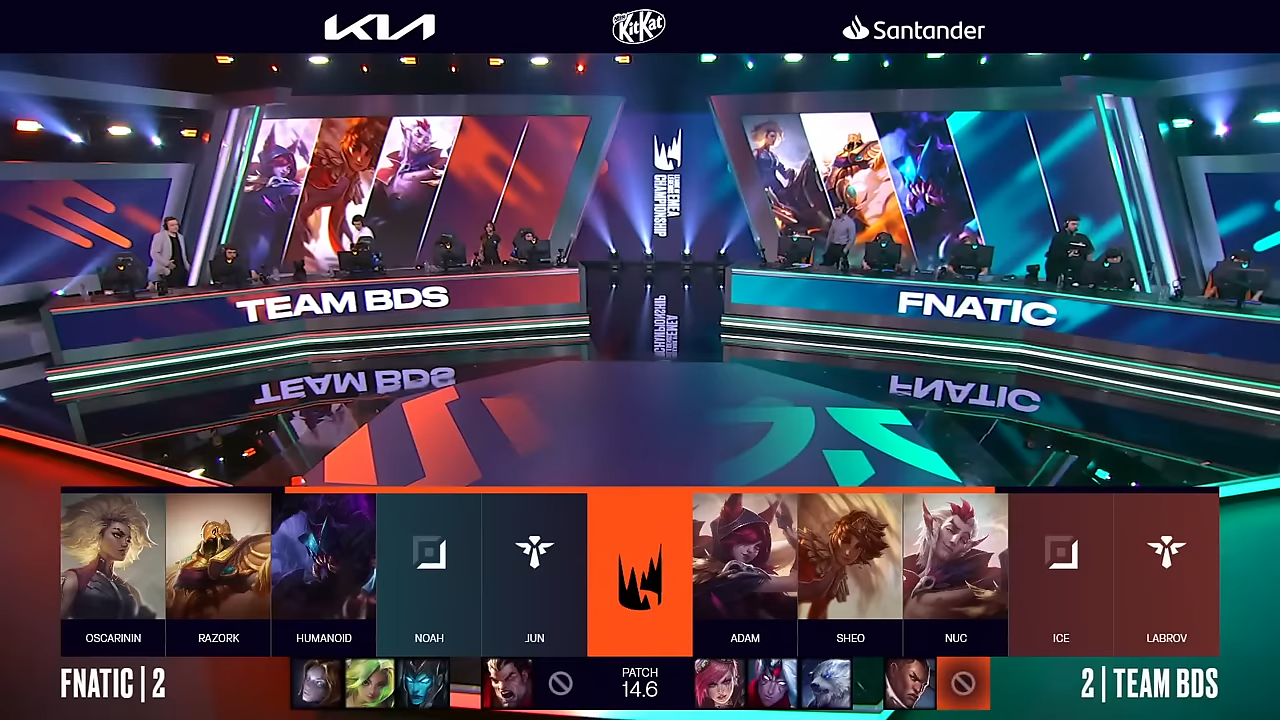 KIA
KitKat
Santander
CHAMPIONSHIP
TEAM BDS
FNATIC
TEAM BDS
FNATIC
OSCARININ
RAZORK
HUMANOID
NOAH
JUN
ADAM
SHEO
NUC
ICE
LABROV
FNATIC | 2
PATCH
14.6
2 | TEAM BDS